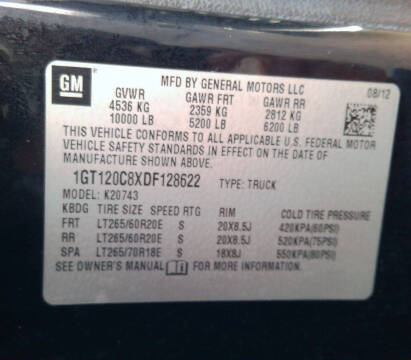 GM
MFD BY GENERAL MOTORS LLC
08/12
GVWR GAWR FRT GAWR RR
4536 KG 2359 KG 2812 KG
10000 LB 5200 LB 6200 LB
THIS VEHICLE CONFORMS TO ALL APPLICABLE U.S. FEDERAL MOTOR
VEHICLE SAFETY STANDARDS IN EFFECT ON THE DATE OF
MANUFACTURE SHOWN ABOVE.
1GT120C8XDF128622 TYPE: TRUCK
MODEL: K20743
KBDG TIRE SIZE SPEED RTG RIM COLD TIRE PRESSURE
FRT LT265/60R20E S 20X8.5J 420KPA(60PSI)
RR LT265/60R20E S 20X8.5J 520KPA(75PSI)
SPA LT265/70R18E S 18X8J 550KPA(80PSI)
SEE OWNER'S MANUAL FOR MORE INFORMATION.